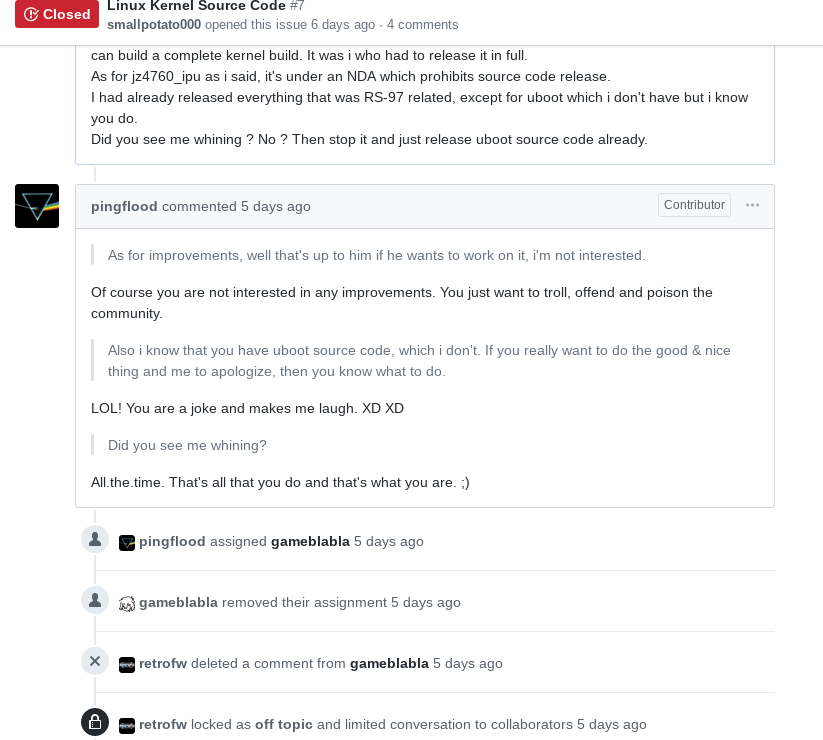 Closed
Linux Kernel Source Code #7
smallpotato000 opened this issue 6 days ago · 4 comments
can build a complete kernel build. It was i who had to release it in full.
As for jz4760_ipu as i said, it's under an NDA which prohibits source code release.
I had already released everything that was RS-97 related, except for uboot which i don't have but i know
you do.
Did you see me whining ? No ? Then stop it and just release uboot source code already.
pingflood commented 5 days ago
Contributor
As for improvements, well that's up to him if he wants to work on it, i'm not interested.
Of course you are not interested in any improvements. You just want to troll, offend and poison the
community.
Also i know that you have uboot source code, which i don't. If you really want to do the good & nice
thing and me to apologize, then you know what to do.
LOL! You are a joke and makes me laugh. XD XD
Did you see me whining?
All.the.time. That's all that you do and that's what you are. ;)
pingflood assigned gameblabla 5 days ago
gameblabla removed their assignment 5 days ago
retrofw deleted a comment from gameblabla 5 days ago
retrofw locked as off topic and limited conversation to collaborators 5 days ago